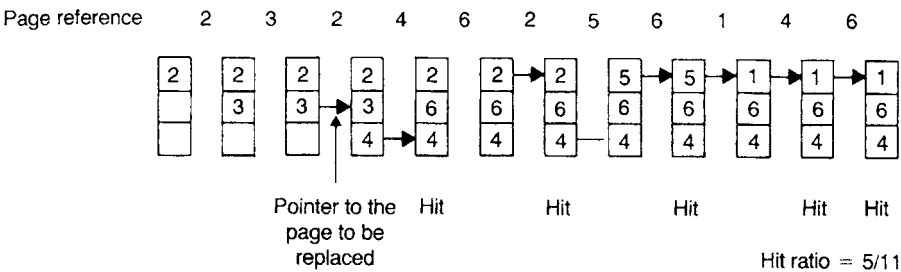 Page reference 2 3 2 4 6 2 5 6 1 4 6
2 2 2 2 2 2 2 5 5 1 1 1
3 3 3 6 6 6 6 6 6 6 6
4 4 4 4 4 4 4 4 4
Pointer to the Hit Hit Hit Hit Hit
page to be
replaced
Hit ratio = 5/11